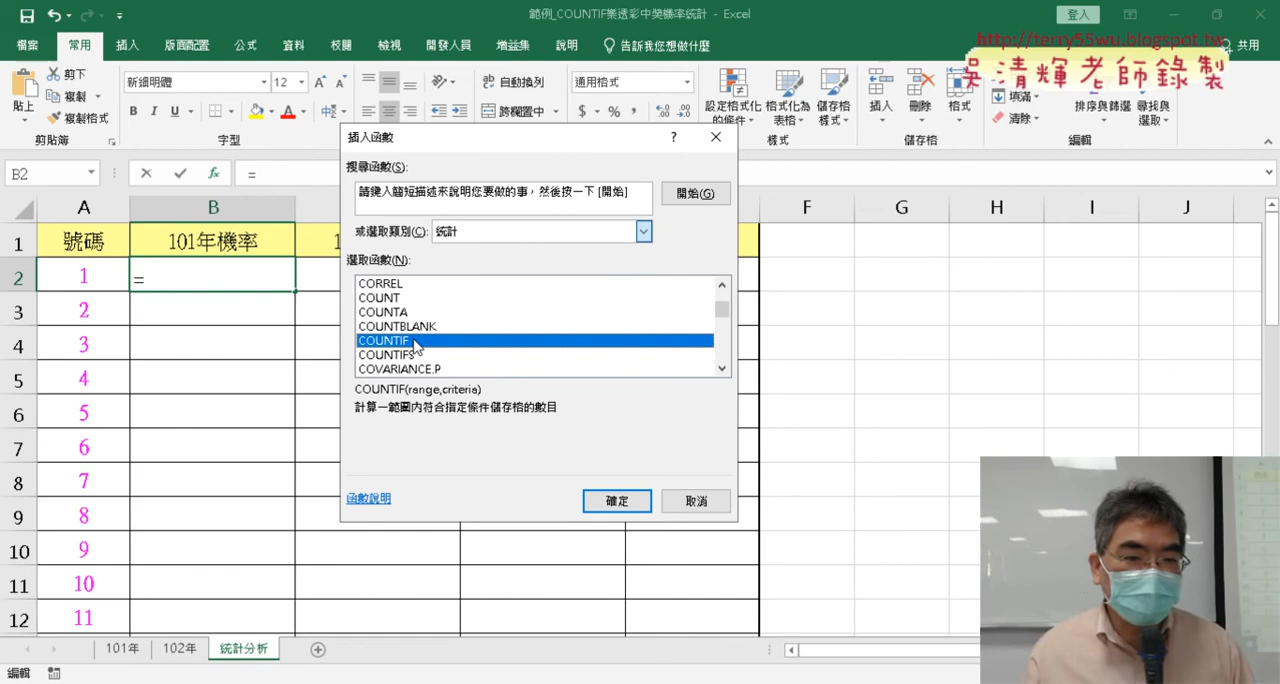 範例_COUNTIF樂透彩中獎機率統計 - Excel
登入
檔案 常用 插入 版面配置 公式 資料 校閱 檢視 開發人員 增益集 說明 告訴我您想做什麼 共用
http://terry55wu.blogspot.tw
吳清輝老師錄製
貼上 剪下 複製 複製格式
新細明體 12
B I U
自動換列
跨欄置中
通用格式
$ % ,
設定格式化的條件 格式化為表格 儲存格樣式
插入 刪除 格式
填滿
清除
排序與篩選 尋找與選取
剪貼簿 字型 樣式 儲存格 編輯
B2 fx =
插入函數 ? ×
搜尋函數(S):
請鍵入簡短描述來說明您要做的事，然後按一下 [開始]
開始(G)
或選取類別(C): 統計
選取函數(N):
CORREL
COUNT
COUNTA
COUNTBLANK
COUNTIF
COUNTIFS
COVARIANCE.P
COUNTIF(range,criteria)
計算一範圍內符合指定條件儲存格的數目
函數說明
確定 取消
A B F G H I J
1 號碼 101年機率 1
2 1 =
3 2
4 3
5 4
6 5
7 6
8 7
9 8
10 9
11 10
12 11
101年 102年 統計分析
編輯